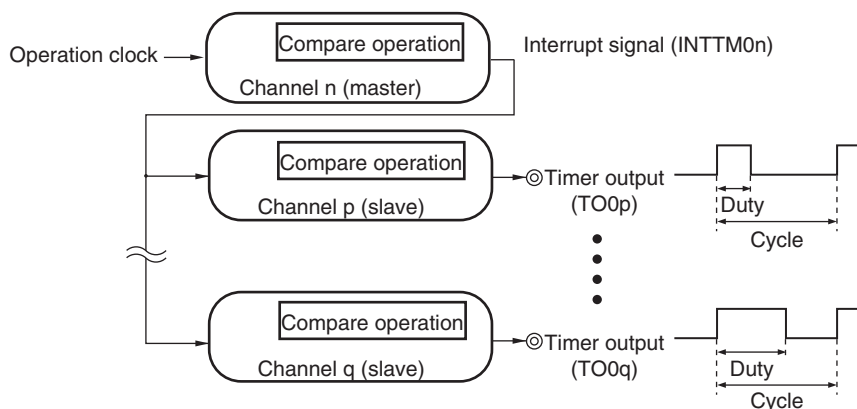 Compare operation
Interrupt signal (INTTM0n)
Operation clock
Channel n (master)
Compare operation
Timer output
(TO0p)
Channel p (slave)
Duty
Cycle
Compare operation
Timer output
(TO0q)
Channel q (slave)
Duty
Cycle